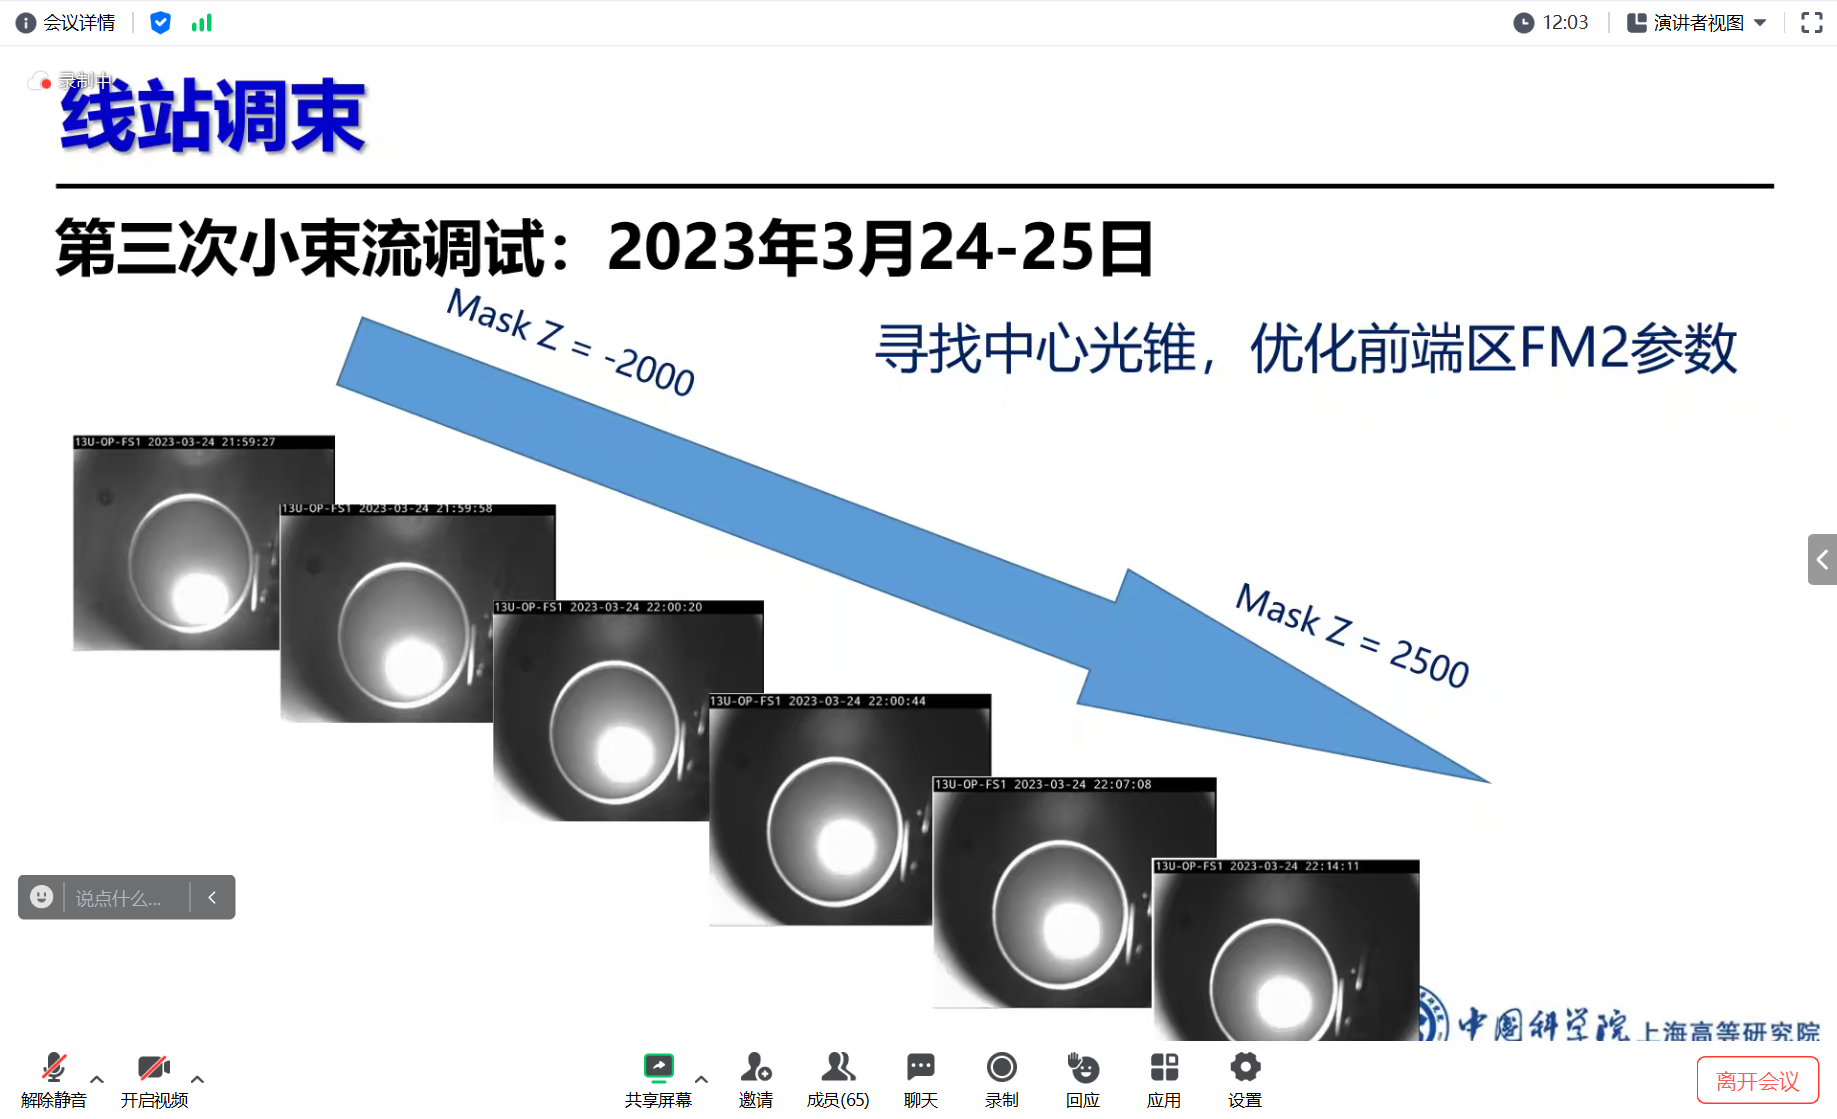 会议详情
12:03
演讲者视图
录制中
线站调束
第三次小束流调试：2023年3月24-25日
Mask Z = -2000
寻找中心光锥，优化前端区FM2参数
13U-OP-FS1 2023-03-24 21:59:27
13U-OP-FS1 2023-03-24 21:59:58
13U-OP-FS1 2023-03-24 22:00:20
Mask Z = 2500
13U-OP-FS1 2023-03-24 22:00:44
13U-OP-FS1 2023-03-24 22:07:08
13U-OP-FS1 2023-03-24 22:14:11
说点什么...
中国科学院 上海高等研究院
解除静音
开启视频
共享屏幕
邀请
成员(65)
聊天
录制
回应
应用
设置
离开会议